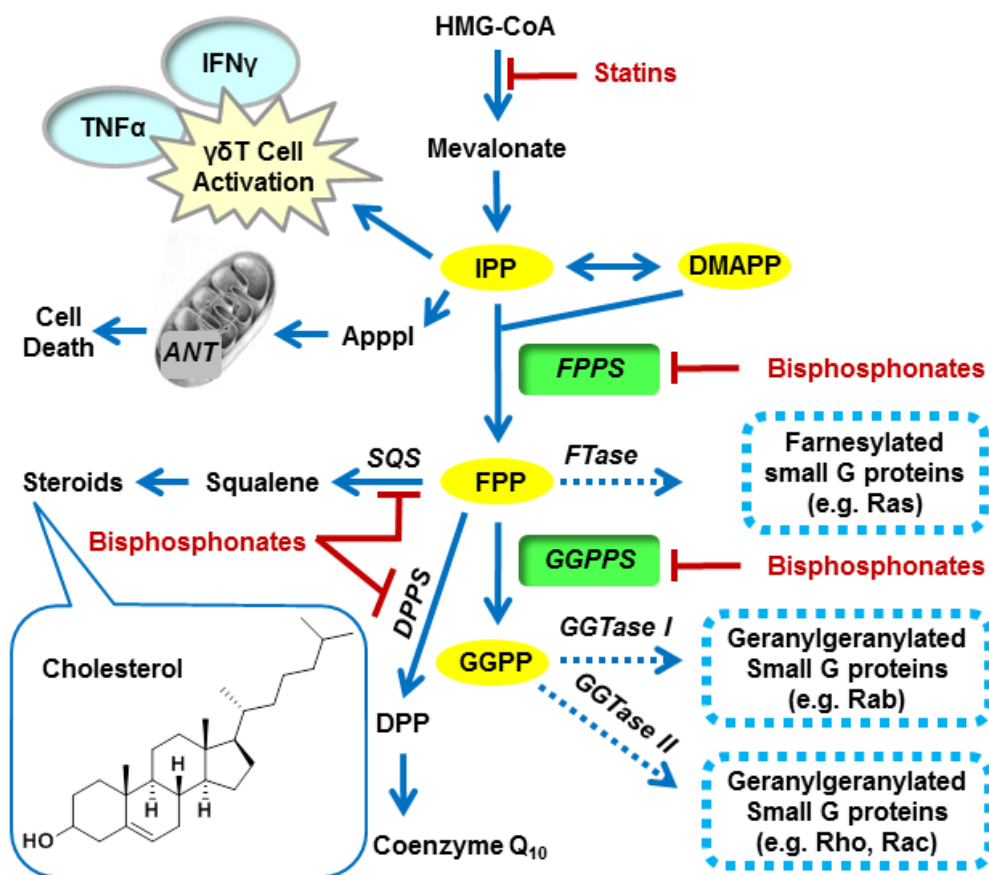 HMG-CoA
Statins
IFNγ
TNFα
γδT Cell
Activation
Mevalonate
IPP
DMAPP
Cell
Death
ANT
ApppI
FPPS
Bisphosphonates
Farnesylated
small G proteins
(e.g. Ras)
Steroids
Squalene
SQS
FPP
FTase
Bisphosphonates
DPPS
GGPPS
Bisphosphonates
GGTase I
Geranylgeranylated
Small G proteins
(e.g. Rab)
GGPP
GGTase II
Cholesterol
H
H
H
HO
DPP
Coenzyme Q10
Geranylgeranylated
Small G proteins
(e.g. Rho, Rac)